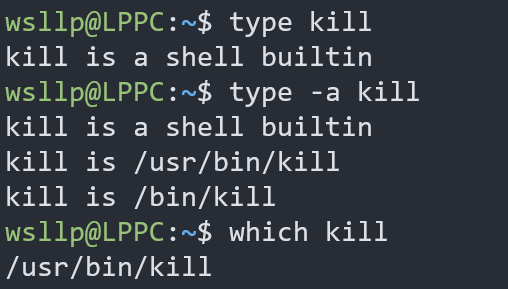 wsllp@LPPC:~$ type kill
kill is a shell builtin
wsllp@LPPC:~$ type -a kill
kill is a shell builtin
kill is /usr/bin/kill
kill is /bin/kill
wsllp@LPPC:~$ which kill
/usr/bin/kill